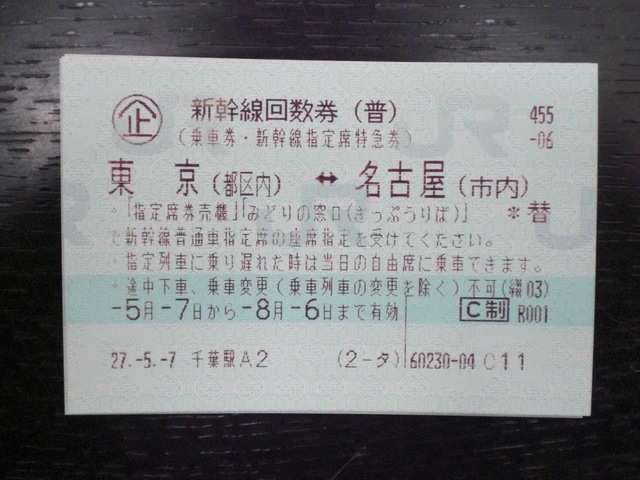 企 新幹線回数券（普） 455
（乗車券・新幹線指定席特急券） -06
東 京（都区内） ↔ 名古屋（市内）
・「指定席券売機」「みどりの窓口（きっぷうりば）」 ＊替
で新幹線普通車指定席の座席指定を受けてください。
・指定列車に乗り遅れた時は当日の自由席に乗車できます。
・途中下車、乗車変更（乗車列車の変更を除く）不可（綴03）
-5月-7日から-8月-6日まで有効 C制 R001
27.-5.-7 千葉駅A2 （2-タ） 60230-04 C11